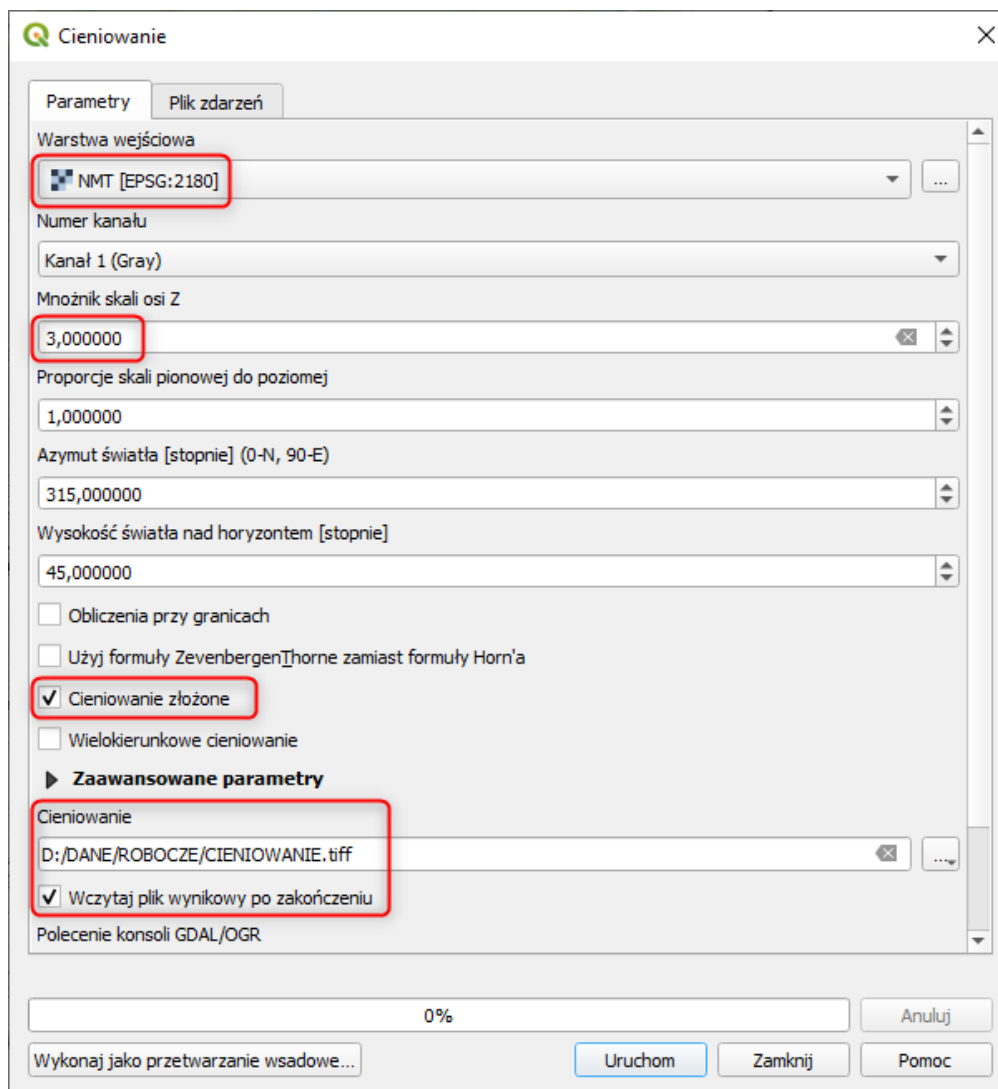 Cieniowanie
Parametry
Plik zdarzeń
Warstwa wejściowa
NMT [EPSG:2180]
...
Numer kanału
Kanał 1 (Gray)
Mnożnik skali osi Z
3,000000
Proporcje skali pionowej do poziomej
1,000000
Azymut światła [stopnie] (0-N, 90-E)
315,000000
Wysokość światła nad horyzontem [stopnie]
45,000000
Obliczenia przy granicach
Użyj formuły ZevenbergenThorne zamiast formuły Horn'a
Cieniowanie złożone
Wielokierunkowe cieniowanie
Zaawansowane parametry
Cieniowanie
D:/DANE/ROBOCZE/CIENIOWANIE.tiff
...
Wczytaj plik wynikowy po zakończeniu
Polecenie konsoli GDAL/OGR
0%
Anuluj
Wykonaj jako przetwarzanie wsadowe...
Uruchom
Zamknij
Pomoc